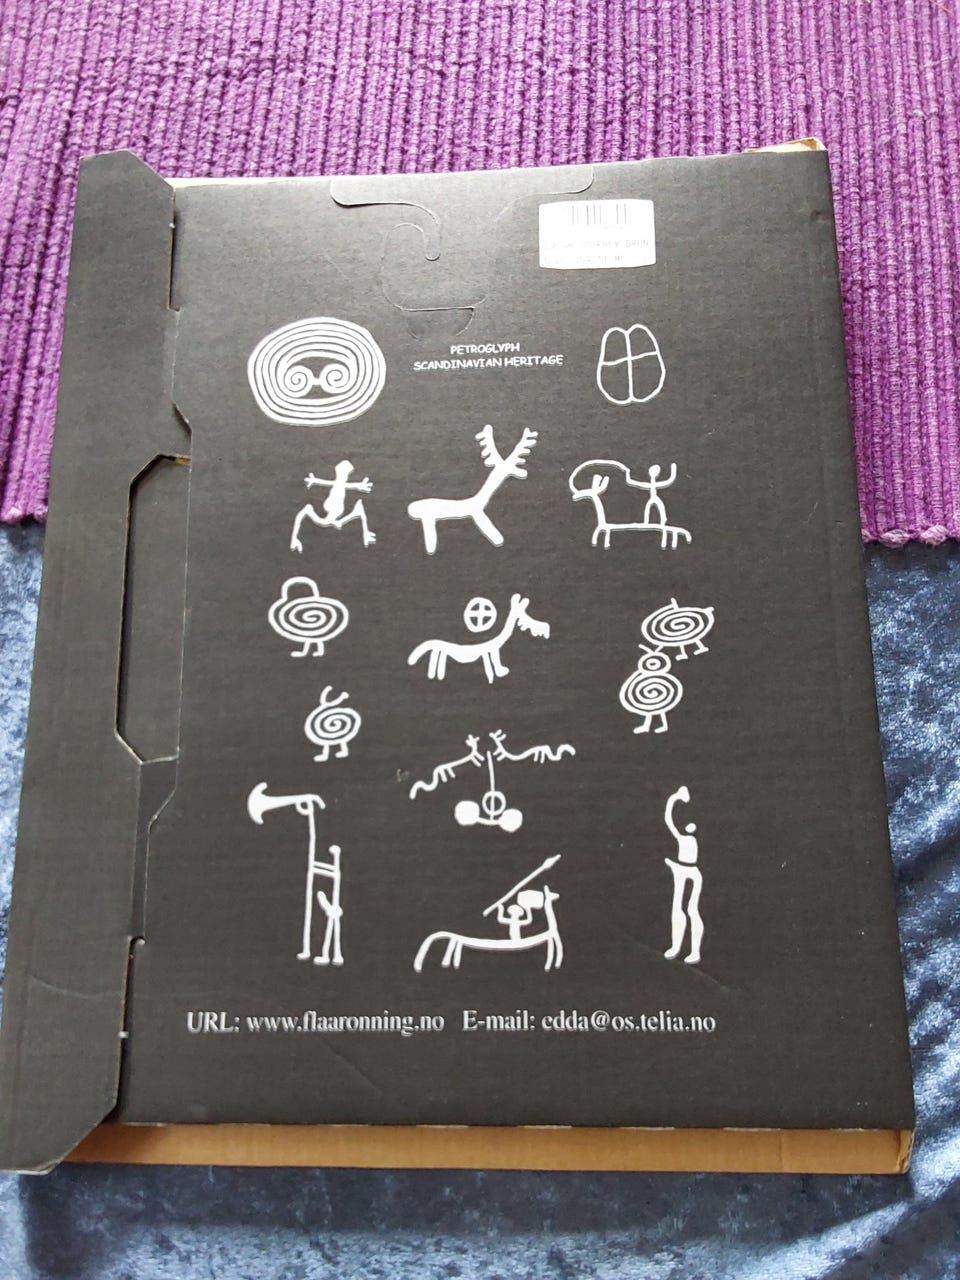 PETROGLYPH
SCANDINAVIAN HERITAGE
URL: www.flaaronning.no E-mail: edda@os.telia.no